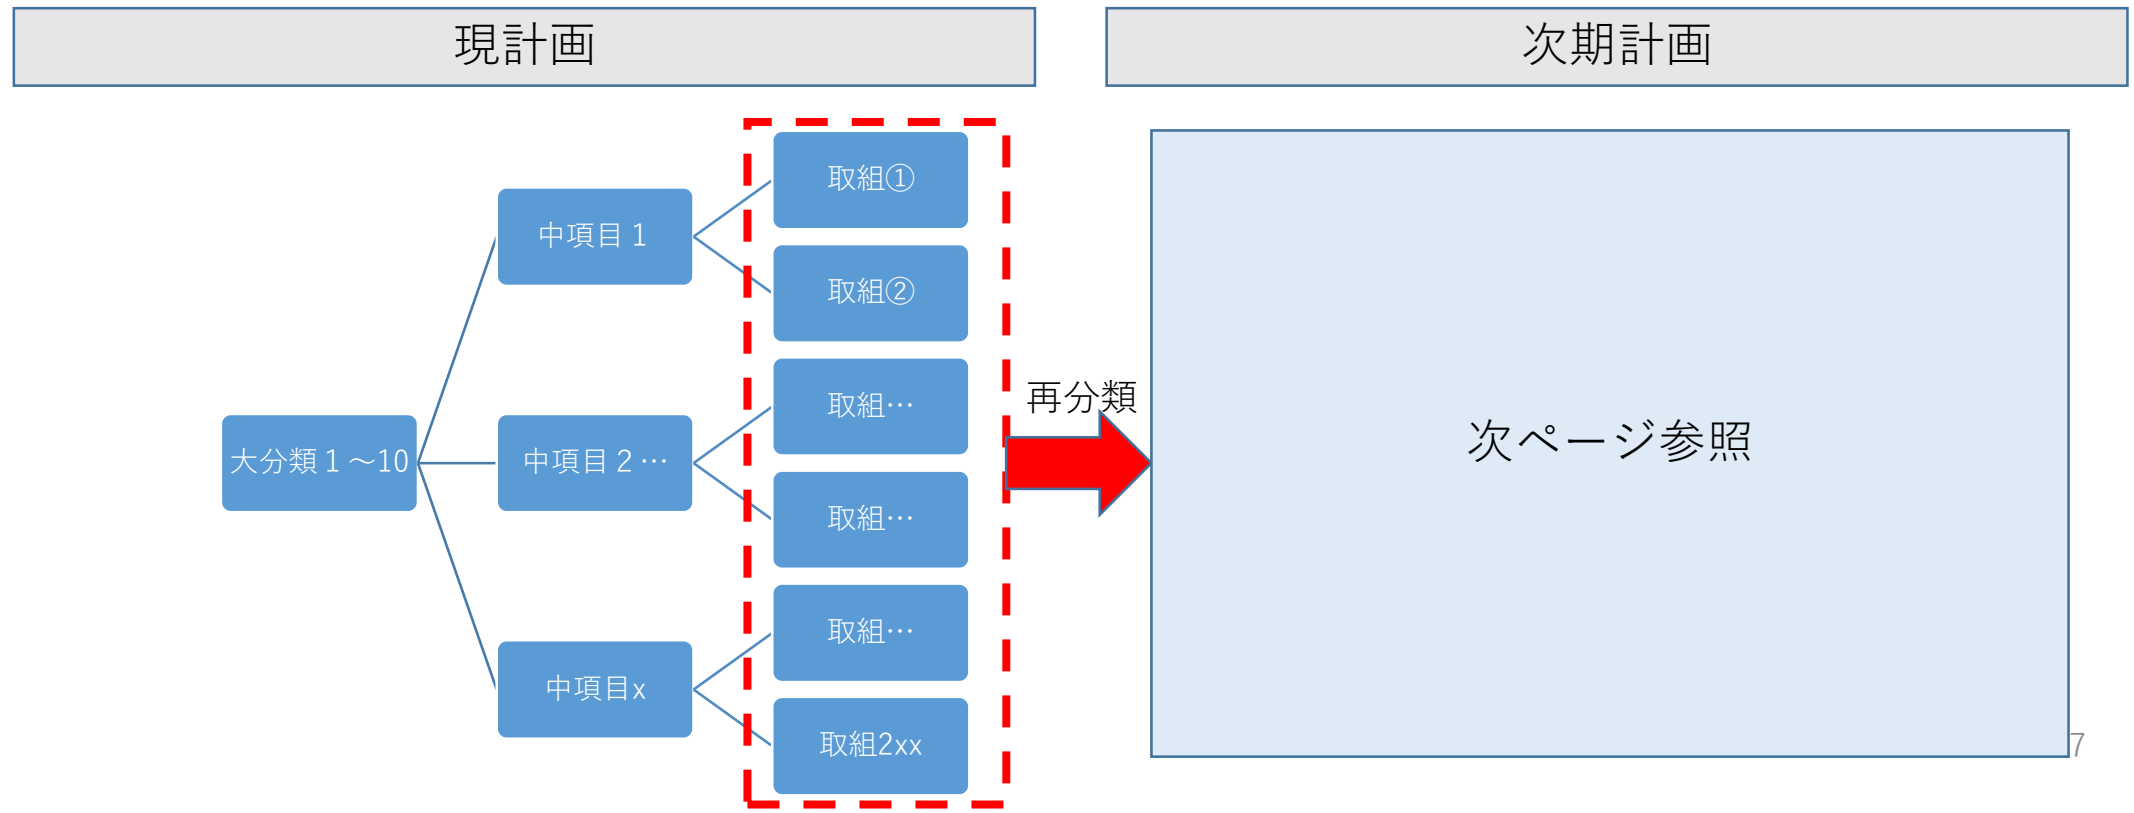 現計画
次期計画
大分類1～10
中項目1
中項目2…
中項目x
取組①
取組②
取組…
取組…
取組…
取組2xx
再分類
次ページ参照
7